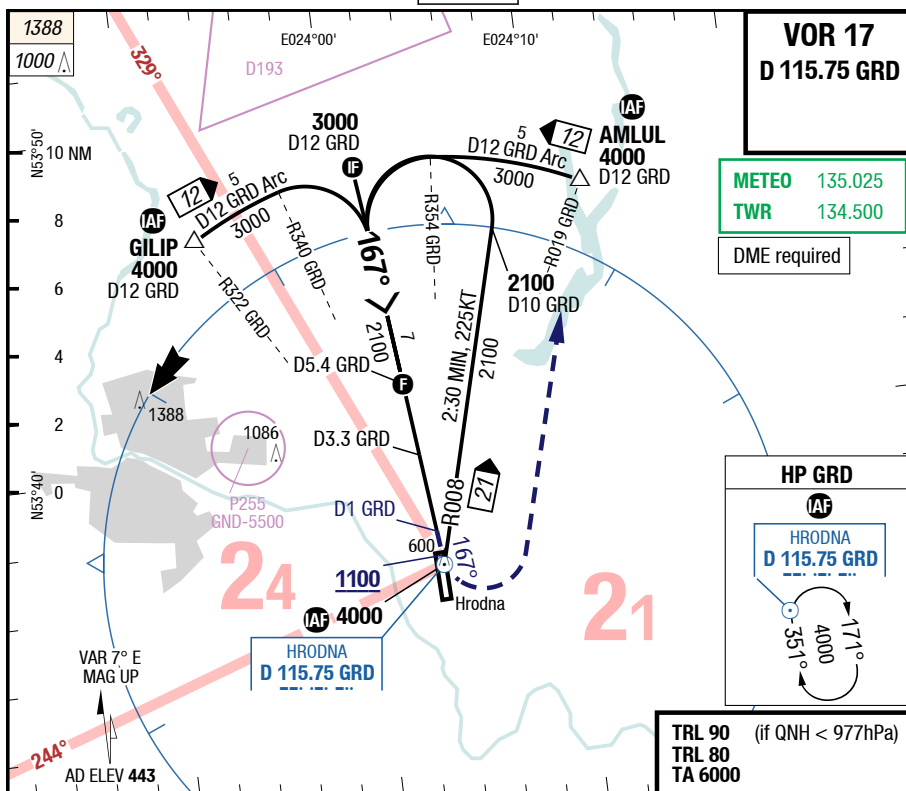 1388
1000
329°
E024°00'
E024°10'
D193
VOR 17
D 115.75 GRD
METEO 135.025
TWR 134.500
DME required
N53°50'
10 NM
8
6
4
2
0
N53°40'
3000
D12 GRD
IF
IAF
AMLUL
4000
D12 GRD
12
5
D12 GRD Arc
3000
12
5
D12 GRD Arc
3000
IAF
GILIP
4000
D12 GRD
R322 GRD
R340 GRD
R354 GRD
R019 GRD
167°
7
2100
2100
D10 GRD
2:30 MIN, 225KT
2100
D5.4 GRD
F
D3.3 GRD
1388
1086
P255
GND-5500
R008
21
D1 GRD
600
167°
1100
24
21
IAF 4000
Hrodna
HRODNA
D 115.75 GRD
HP GRD
IAF
HRODNA
D 115.75 GRD
351°
4000
171°
VAR 7° E
MAG UP
244°
AD ELEV 443
TRL 90 (if QNH < 977hPa)
TRL 80
TA 6000